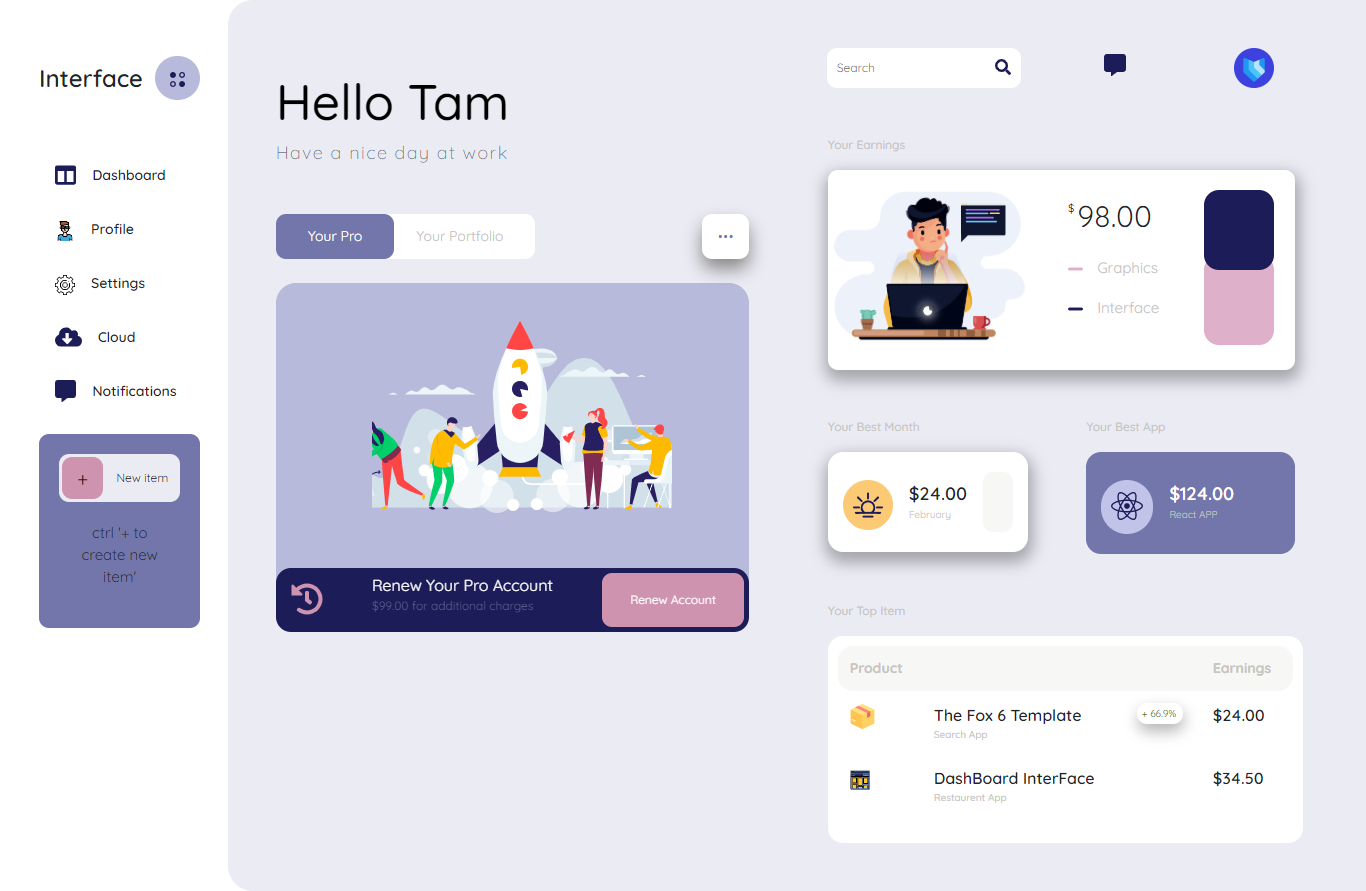 Interface
Dashboard
Profile
Settings
Cloud
Notifications
+
New item
ctrl '+ to
create new
item'
Hello Tam
Have a nice day at work
Your Pro
Your Portfolio
Renew Your Pro Account
$99.00 for additional charges
Renew Account
Search
Your Earnings
$98.00
Graphics
Interface
Your Best Month
$24.00
February
Your Best App
$124.00
React APP
Your Top Item
Product Earnings
The Fox 6 Template + 66.9% $24.00
Search App
DashBoard InterFace $34.50
Restaurent App